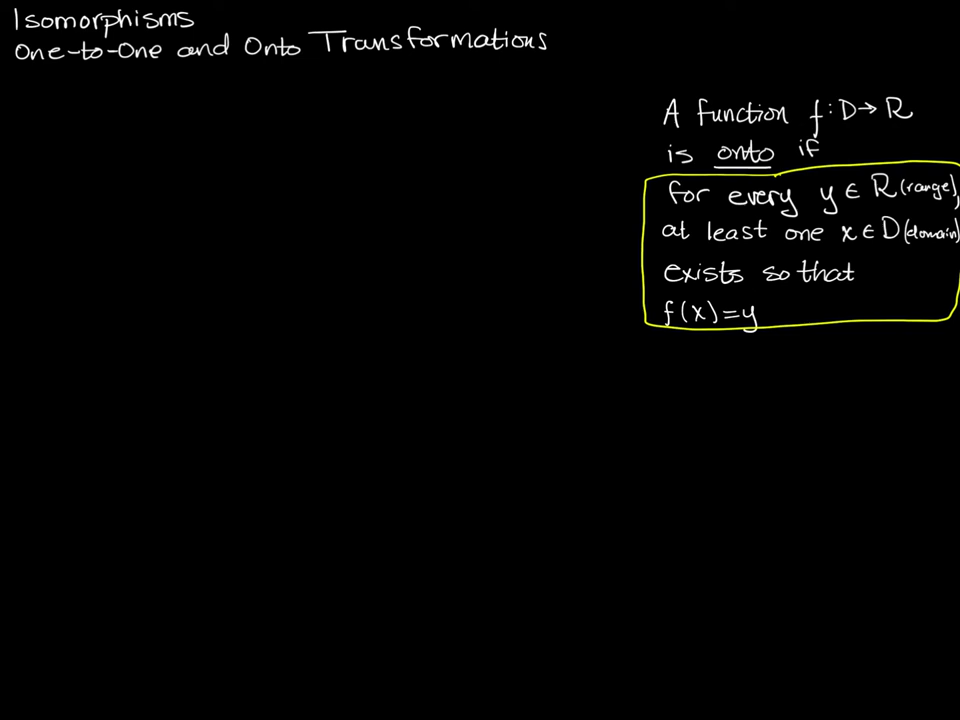 Isomorphisms
One-to-One and Onto Transformations
A function f: D→R
is onto if
for every y ∈ R (range),
at least one x ∈ D (domain)
exists so that
f(x)=y